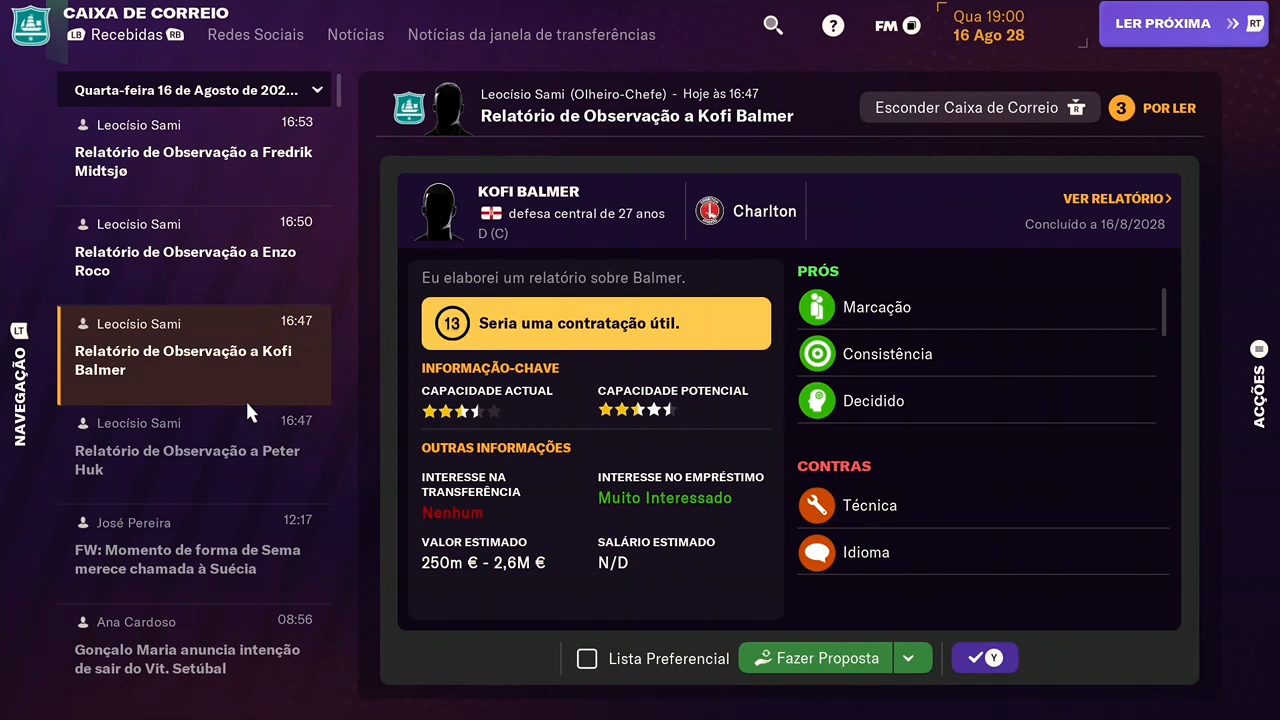 CAIXA DE CORREIO
LB Recebidas RB
Redes Sociais
Notícias
Notícias da janela de transferências
?
FM
Qua 19:00
16 Ago 28
LER PRÓXIMA RT
Quarta-feira 16 de Agosto de 202...
Leocísio Sami
16:53
Relatório de Observação a Fredrik
Midtsjø
Leocísio Sami
16:50
Relatório de Observação a Enzo
Roco
Leocísio Sami
16:47
Relatório de Observação a Kofi
Balmer
Leocísio Sami
16:47
Relatório de Observação a Peter
Huk
José Pereira
12:17
FW: Momento de forma de Sema
merece chamada à Suécia
Ana Cardoso
08:56
Gonçalo Maria anuncia intenção
de sair do Vit. Setúbal
NAVEGAÇÃO LT
Leocísio Sami (Olheiro-Chefe) - Hoje às 16:47
Relatório de Observação a Kofi Balmer
Esconder Caixa de Correio R
3 POR LER
KOFI BALMER
defesa central de 27 anos
D (C)
Charlton
VER RELATÓRIO
Concluído a 16/8/2028
Eu elaborei um relatório sobre Balmer.
13 Seria uma contratação útil.
INFORMAÇÃO-CHAVE
CAPACIDADE ACTUAL
CAPACIDADE POTENCIAL
OUTRAS INFORMAÇÕES
INTERESSE NA
TRANSFERÊNCIA
Nenhum
INTERESSE NO EMPRÉSTIMO
Muito Interessado
VALOR ESTIMADO
250m € - 2,6M €
SALÁRIO ESTIMADO
N/D
PRÓS
Marcação
Consistência
Decidido
CONTRAS
Técnica
Idioma
Lista Preferencial
Fazer Proposta
Y
ACÇÕES